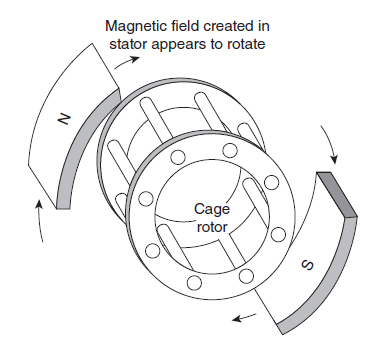 Magnetic field created in
stator appears to rotate
N
Cage
rotor
S